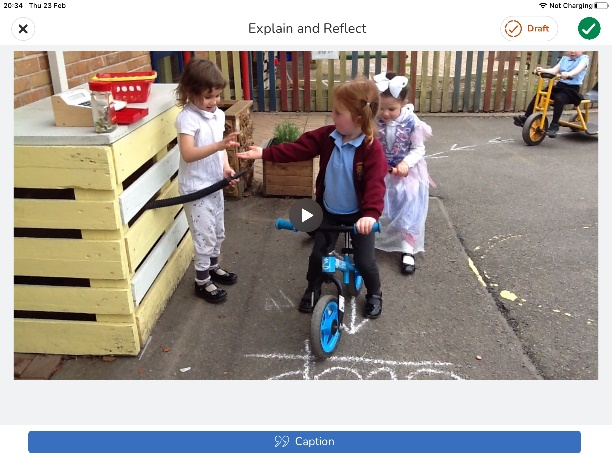 20:34 Thu 23 Feb
Not Charging
Explain and Reflect
Draft
Caption